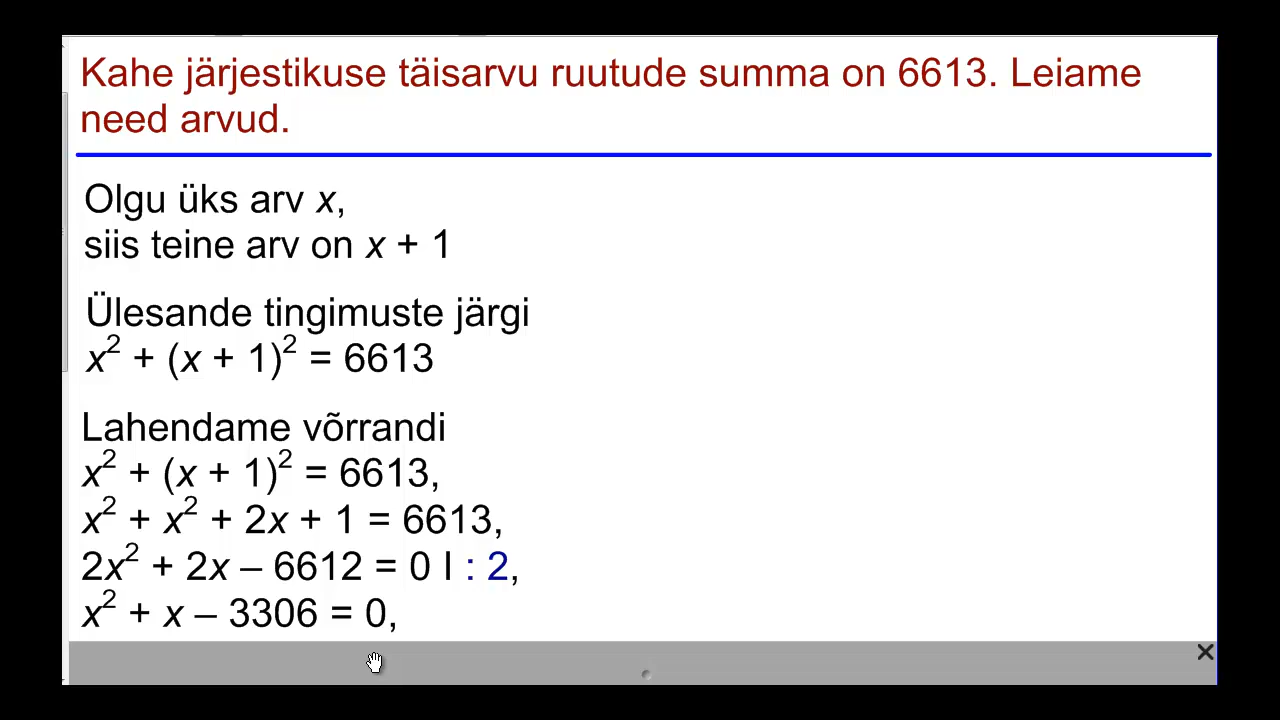 Kahe järjestikuse täisarvu ruutude summa on 6613. Leiame
need arvud.
Olgu üks arv x,
siis teine arv on x + 1
Ülesande tingimuste järgi
x² + (x + 1)² = 6613
Lahendame võrrandi
x² + (x + 1)² = 6613,
x² + x² + 2x + 1 = 6613,
2x² + 2x – 6612 = 0 l : 2,
x² + x – 3306 = 0,